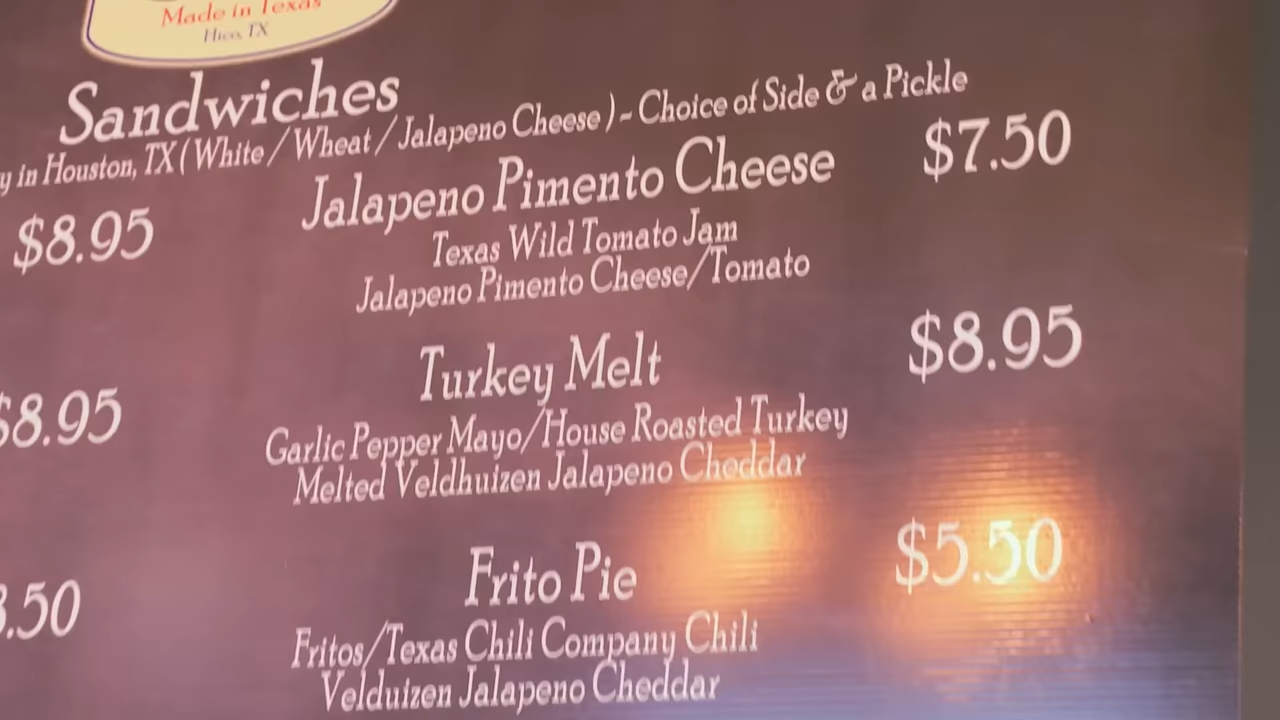 Made in Texas
Hico, TX
Sandwiches
in Houston, TX ( White / Wheat / Jalapeno Cheese ) ~ Choice of Side & a Pickle
$8.95
Jalapeno Pimento Cheese $7.50
Texas Wild Tomato Jam
Jalapeno Pimento Cheese/Tomato
$8.95
Turkey Melt $8.95
Garlic Pepper Mayo/House Roasted Turkey
Melted Veldhuizen Jalapeno Cheddar
.50
Frito Pie $5.50
Fritos/Texas Chili Company Chili
Velduizen Jalapeno Cheddar